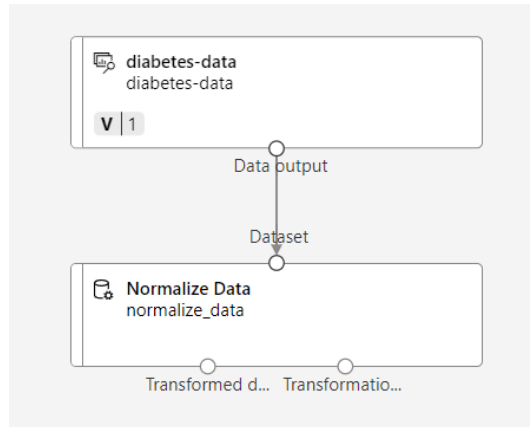 diabetes-data
diabetes-data
V | 1
Data output
Dataset
Normalize Data
normalize_data
Transformed d... Transformatio...